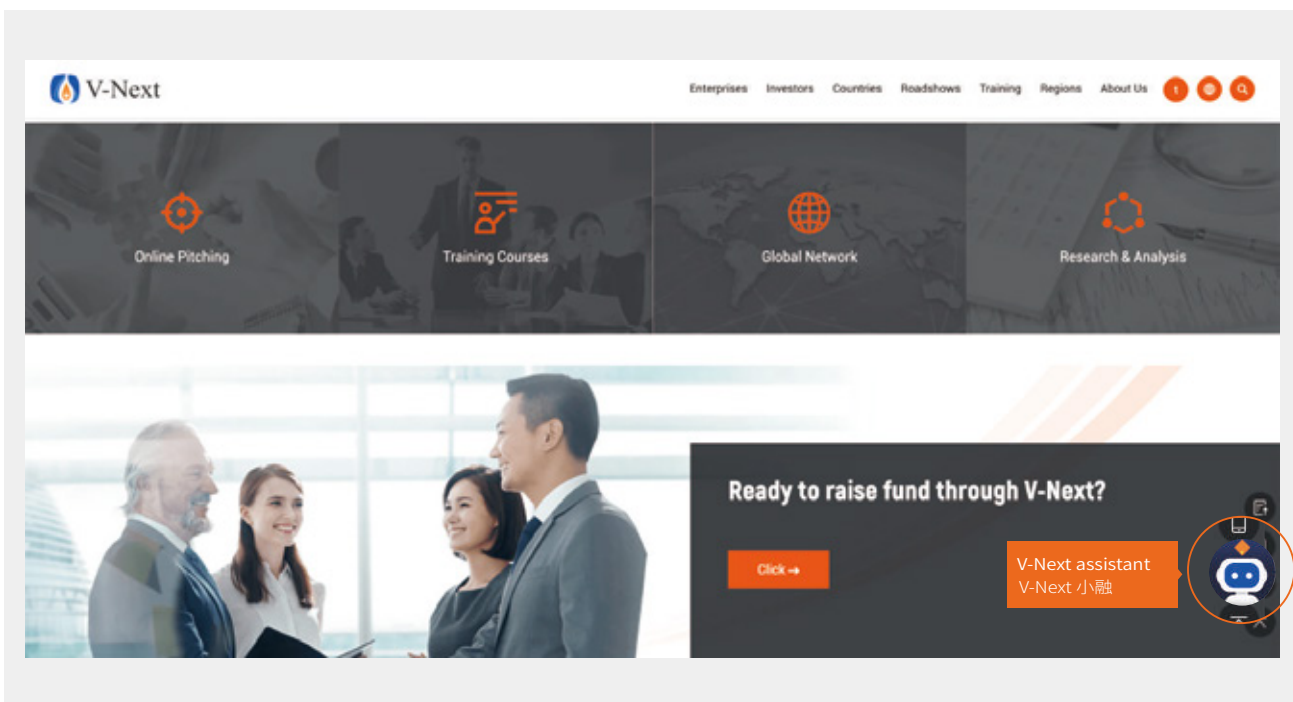 V-Next
Enterprises Investors Countries Roadshows Training Regions About Us
Online Pitching
Training Courses
Global Network
Research & Analysis
Ready to raise fund through V-Next?
Click →
V-Next assistant
V-Next 小融